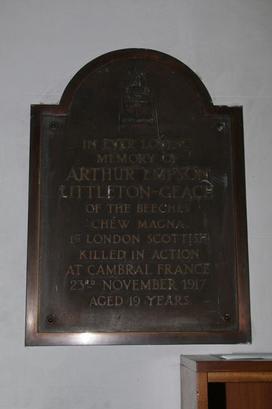 IN EVER LOVING
MEMORY OF
ARTHUR EMPSON
LITTLETON-GEACH
OF THE BEECHES
CHEW MAGNA
1ST LONDON SCOTTISH
KILLED IN ACTION
AT CAMBRAI, FRANCE
23RD NOVEMBER 1917
AGED 19 YEARS